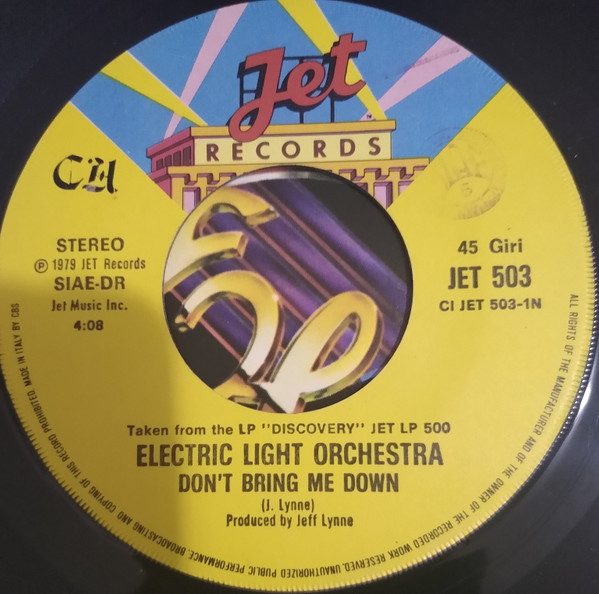 Jet
RECORDS
STEREO
℗ 1979 JET Records
SIAE-DR
Jet Music Inc.
4:08
45 Giri
JET 503
CI JET 503-1N
Taken from the LP "DISCOVERY" JET LP 500
ELECTRIC LIGHT ORCHESTRA
DON'T BRING ME DOWN
(J. Lynne)
Produced by Jeff Lynne
ALL RIGHTS OF THE MANUFACTURER AND OF THE OWNER OF THE RECORDED WORK RESERVED. UNAUTHORIZED PUBLIC PERFORMANCE, BROADCASTING AND COPYING OF THIS RECORD PROHIBITED MADE IN ITALY BY CBS